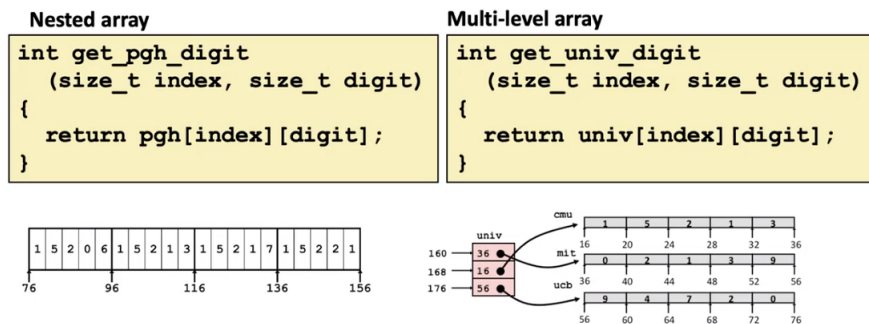 Nested array
int get_pgh_digit
(size_t index, size_t digit)
{
return pgh[index][digit];
}
Multi-level array
int get_univ_digit
(size_t index, size_t digit)
{
return univ[index][digit];
}
1 5 2 0 6 1 5 2 1 3 1 5 2 1 7 1 5 2 2 1
76 96 116 136 156
univ
160 36
168 16
176 56
cmu
1 5 2 1 3
16 20 24 28 32 36
mit
0 2 1 3 9
36 40 44 48 52 56
ucb
9 4 7 2 0
56 60 64 68 72 76